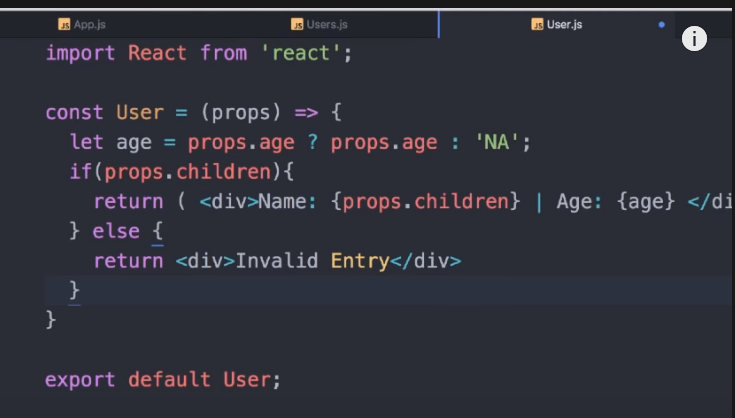 JS App.js JS Users.js JS User.js
i
import React from 'react';
const User = (props) => {
let age = props.age ? props.age : 'NA';
if(props.children){
return ( <div>Name: {props.children} | Age: {age} </di
} else {
return <div>Invalid Entry</div>
}
}
export default User;